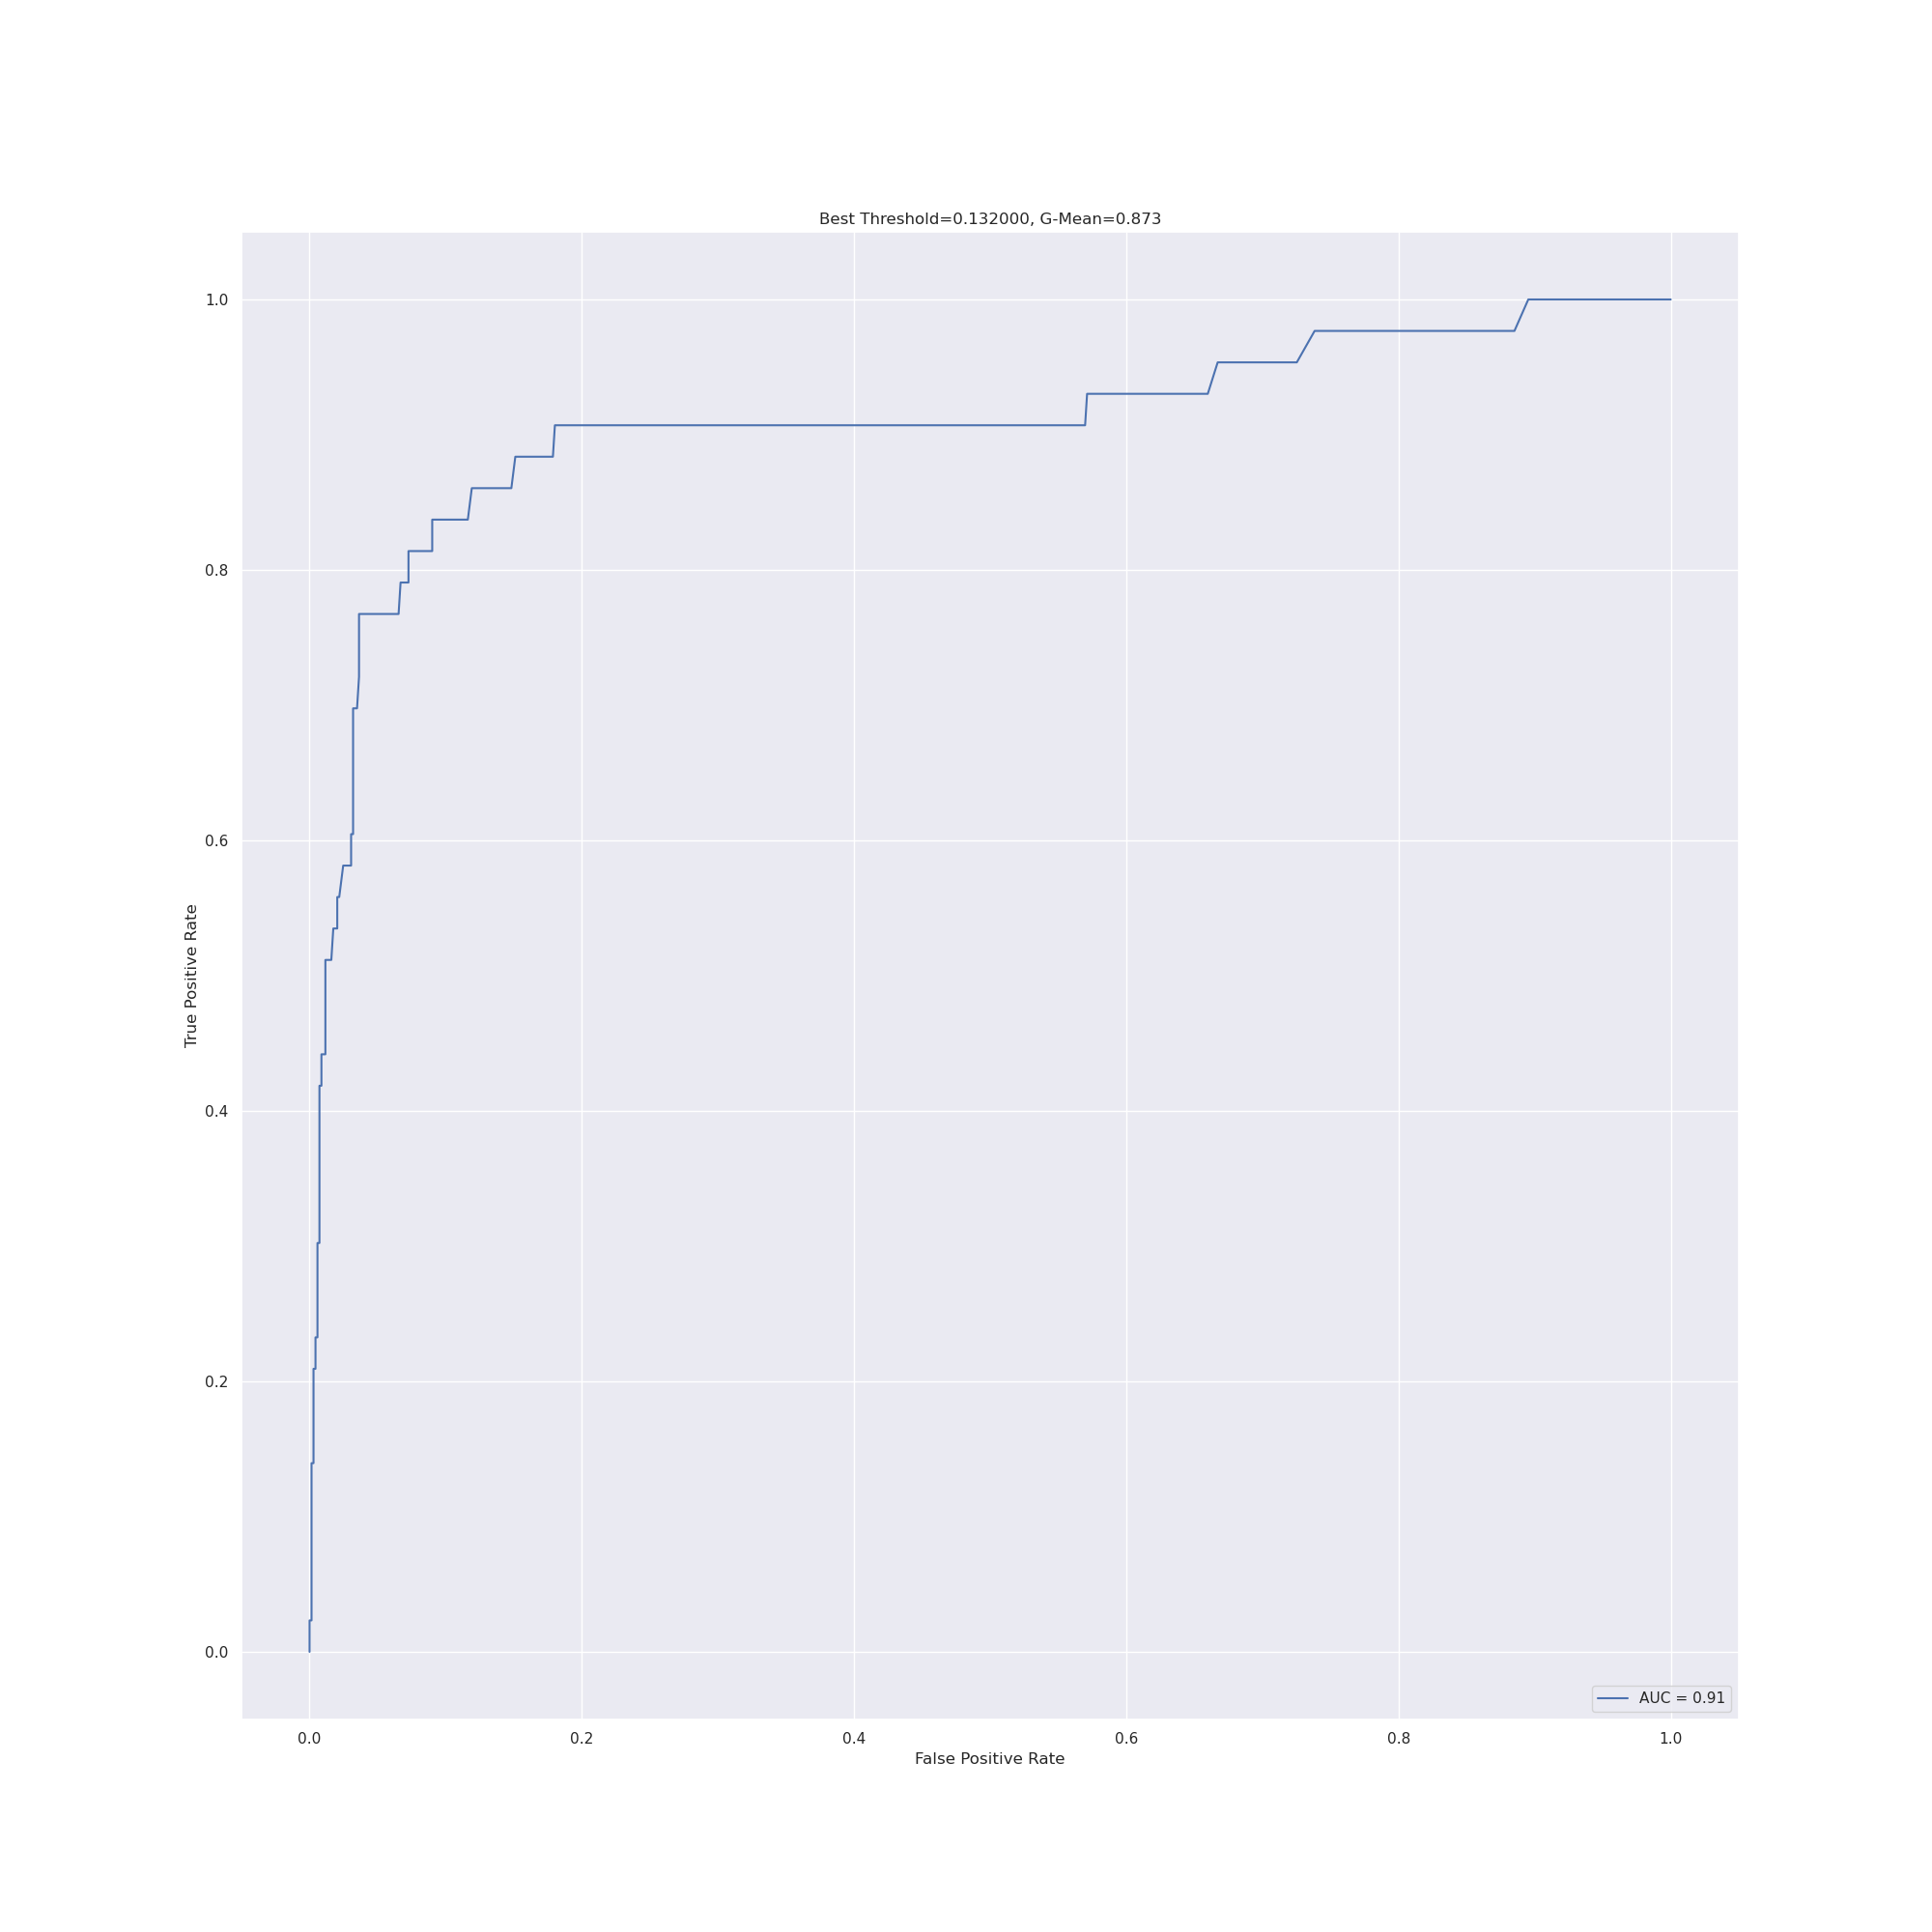 Best Threshold=0.132000, G-Mean=0.873
1.0
0.8
0.6
0.4
0.2
0.0
True Positive Rate
0.0 0.2 0.4 0.6 0.8 1.0
False Positive Rate
AUC = 0.91